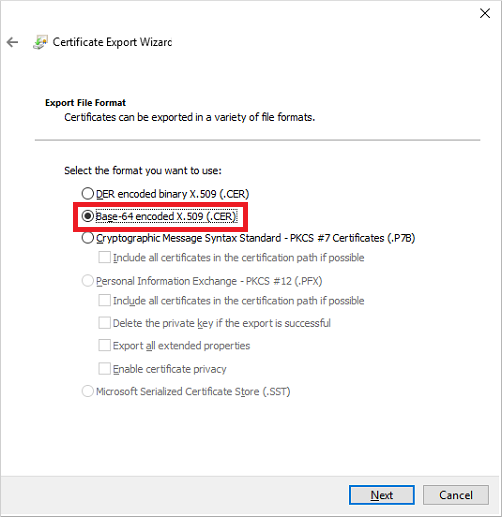 Certificate Export Wizard
Export File Format
Certificates can be exported in a variety of file formats.
Select the format you want to use:
DER encoded binary X.509 (.CER)
Base-64 encoded X.509 (.CER)
Cryptographic Message Syntax Standard - PKCS #7 Certificates (.P7B)
Include all certificates in the certification path if possible
Personal Information Exchange - PKCS #12 (.PFX)
Include all certificates in the certification path if possible
Delete the private key if the export is successful
Export all extended properties
Enable certificate privacy
Microsoft Serialized Certificate Store (.SST)
Next Cancel